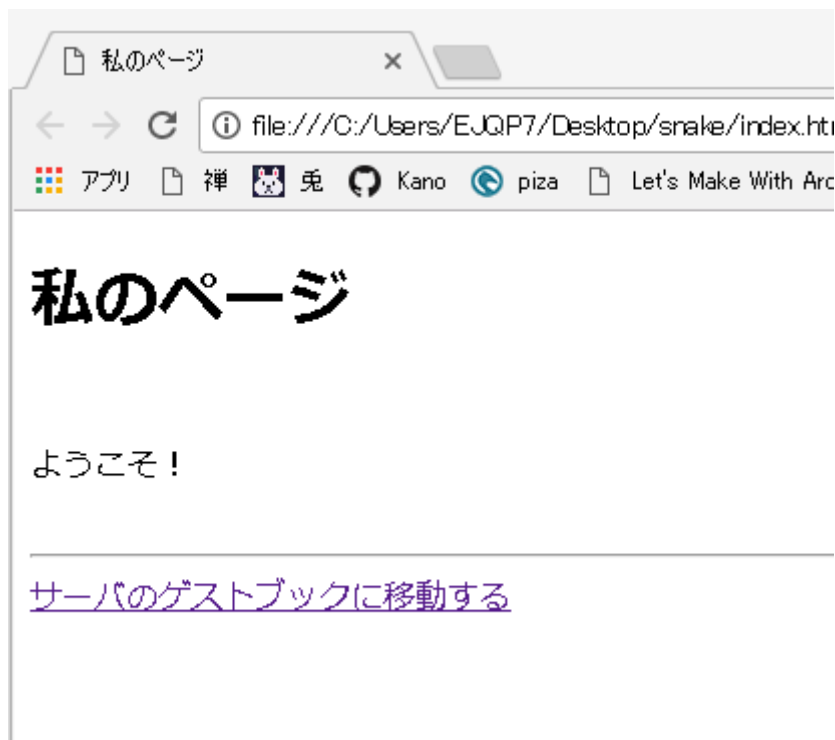 私のページ
file:///C:/Users/EJQP7/Desktop/snake/index.htm
アプリ 禅 兎 Kano piza Let's Make With Arc
私のページ
ようこそ！
サーバのゲストブックに移動する